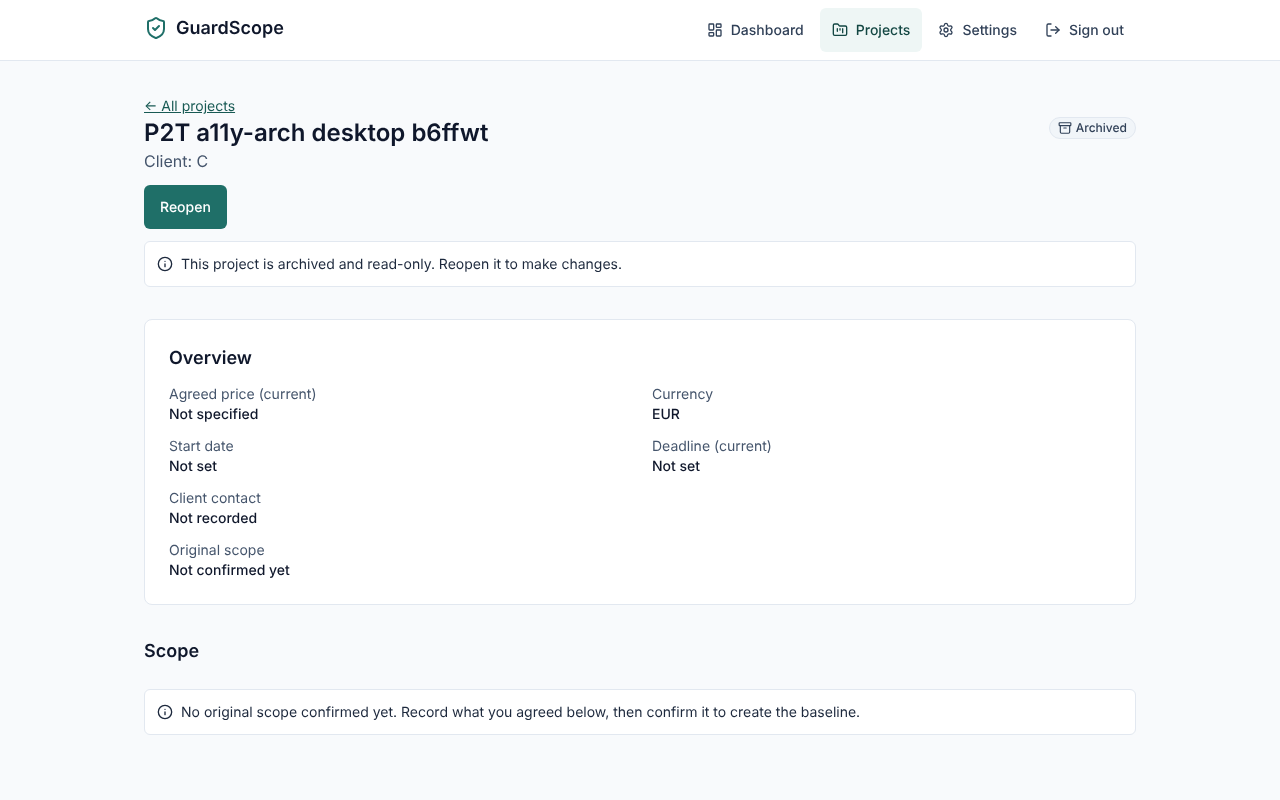 GuardScope
Dashboard
Projects
Settings
Sign out
← All projects
P2T a11y-arch desktop b6ffwt
Archived
Client: C
Reopen
This project is archived and read-only. Reopen it to make changes.
Overview
Agreed price (current)
Not specified
Currency
EUR
Start date
Not set
Deadline (current)
Not set
Client contact
Not recorded
Original scope
Not confirmed yet
Scope
No original scope confirmed yet. Record what you agreed below, then confirm it to create the baseline.